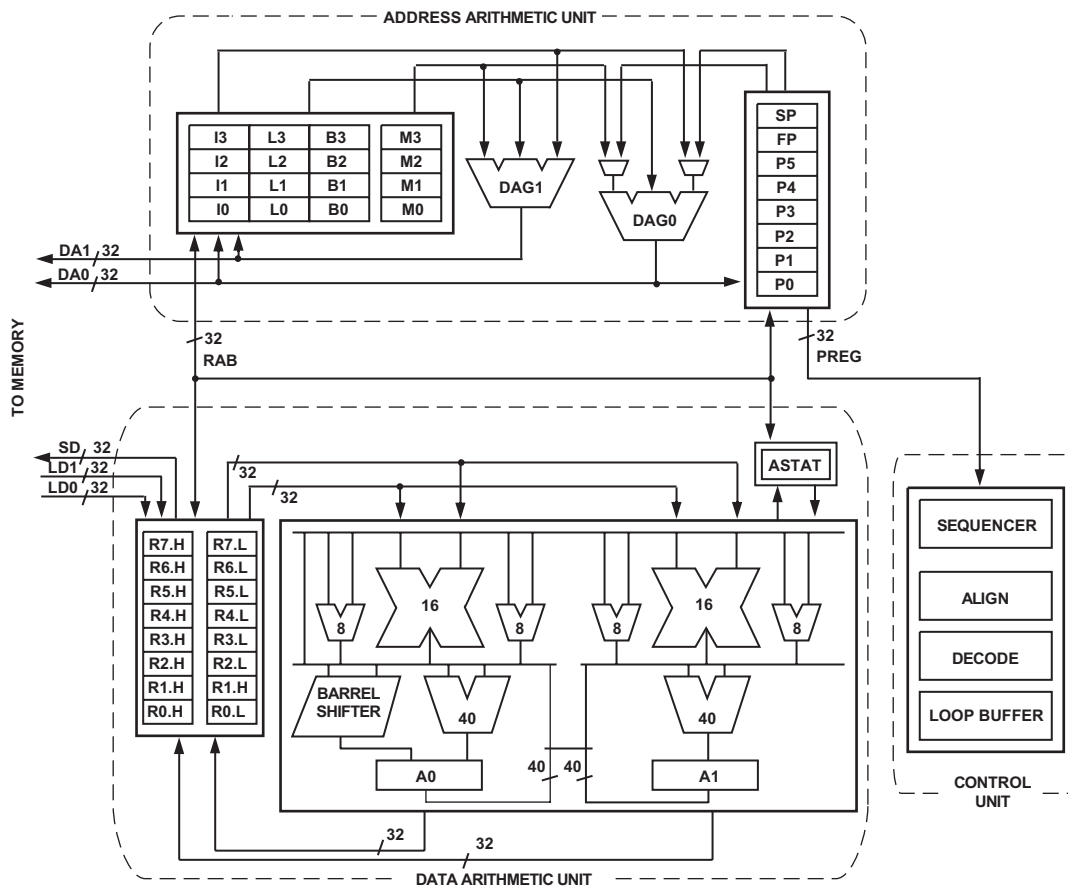 ADDRESS ARITHMETIC UNIT
I3 L3 B3 M3
I2 L2 B2 M2
I1 L1 B1 M1
I0 L0 B0 M0
DAG1
DAG0
SP
FP
P5
P4
P3
P2
P1
P0
DA1 32
DA0 32
TO MEMORY
32
RAB
32
PREG
SD 32
LD1 32
LD0 32
32
32
ASTAT
R7.H R7.L
R6.H R6.L
R5.H R5.L
R4.H R4.L
R3.H R3.L
R2.H R2.L
R1.H R1.H
R0.H R0.L
16
16
8
8
8
8
BARREL
SHIFTER
40
40
A0
40
40
A1
32
32
DATA ARITHMETIC UNIT
SEQUENCER
ALIGN
DECODE
LOOP BUFFER
CONTROL
UNIT